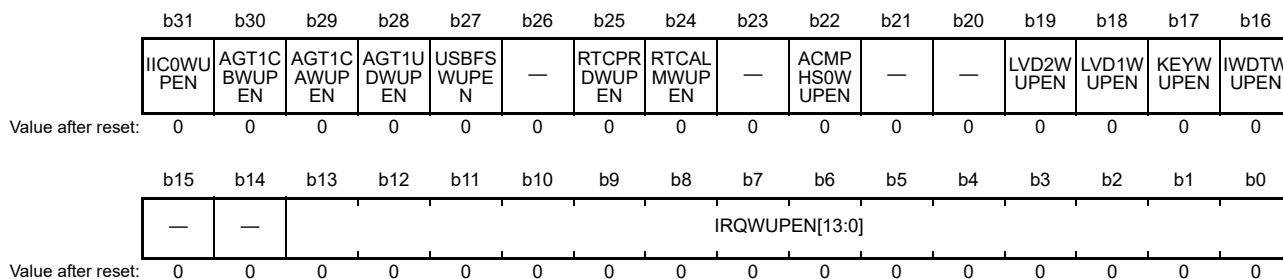 b31 b30 b29 b28 b27 b26 b25 b24 b23 b22 b21 b20 b19 b18 b17 b16
IIC0WU AGT1C AGT1C AGT1U USBFS — RTCPR RTCAL — ACMP — — LVD2W LVD1W KEYW IWDTW
PEN BWUP AWUP DWUP WUPE DWUP MWUP HS0W UPEN UPEN UPEN UPEN
EN EN EN N EN EN UPEN
Value after reset: 0 0 0 0 0 0 0 0 0 0 0 0 0 0 0 0
b15 b14 b13 b12 b11 b10 b9 b8 b7 b6 b5 b4 b3 b2 b1 b0
— — IRQWUPEN[13:0]
Value after reset: 0 0 0 0 0 0 0 0 0 0 0 0 0 0 0 0